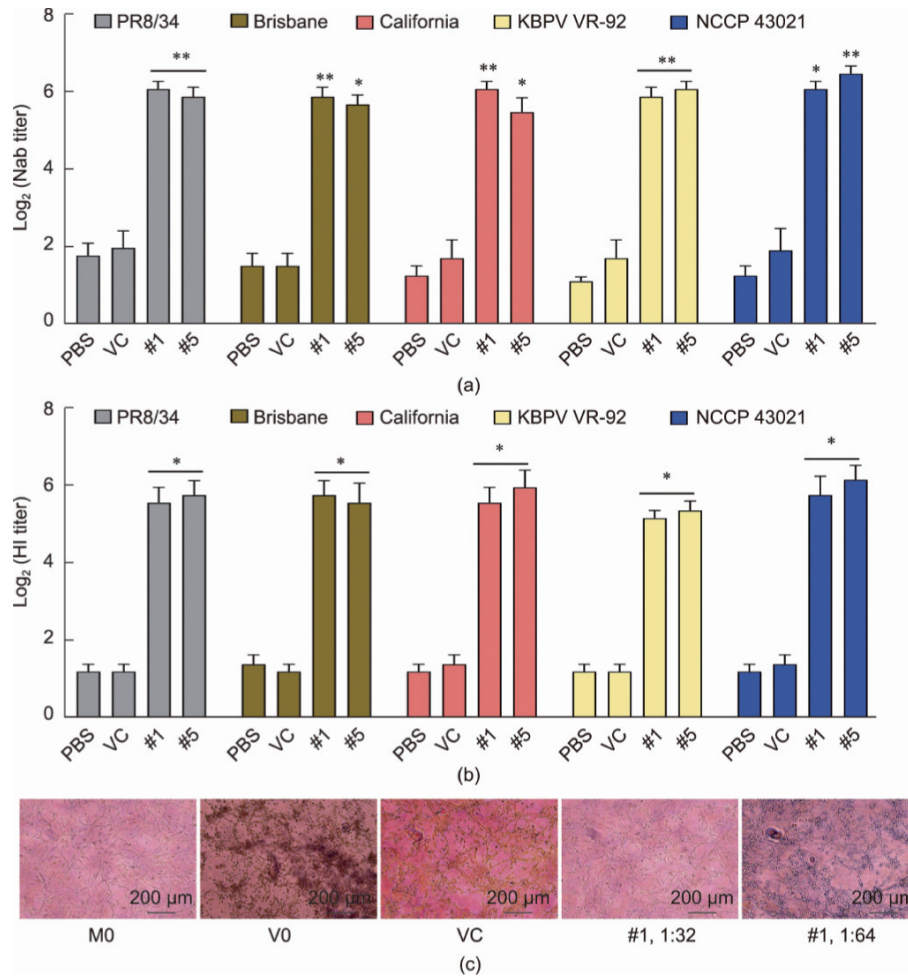 PR8/34 Brisbane California KBPV VR-92 NCCP 43021
8
6
4
2
0
Log₂ (Nab titer)
** ** * ** * ** * **
PBS VC #1 #5 PBS VC #1 #5 PBS VC #1 #5 PBS VC #1 #5 PBS VC #1 #5
(a)
PR8/34 Brisbane California KBPV VR-92 NCCP 43021
8
6
4
2
0
Log₂ (HI titer)
* * * * *
PBS VC #1 #5 PBS VC #1 #5 PBS VC #1 #5 PBS VC #1 #5 PBS VC #1 #5
(b)
200 μm 200 μm 200 μm 200 μm 200 μm
M0 V0 VC #1, 1:32 #1, 1:64
(c)